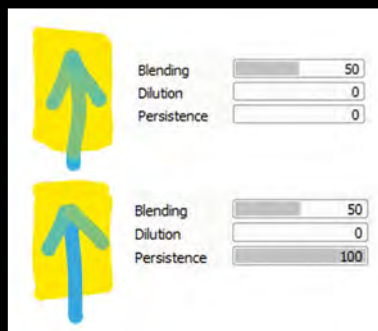 Blending 50
Dilution 0
Persistence 0
Blending 50
Dilution 0
Persistence 100